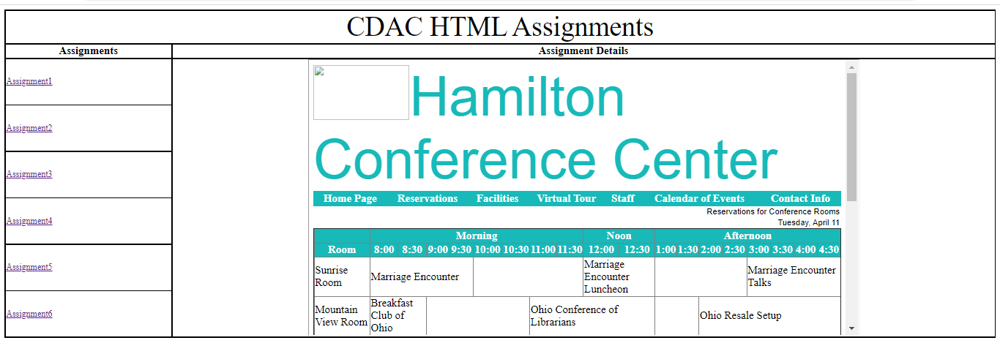 CDAC HTML Assignments
Assignments Assignment Details
Assignment1
Assignment2
Assignment3
Assignment4
Assignment5
Assignment6
Hamilton
Conference Center
Home Page Reservations Facilities Virtual Tour Staff Calendar of Events Contact Info
Reservations for Conference Rooms
Tuesday, April 11
Morning Noon Afternoon
Room 8:00 8:30 9:00 9:30 10:00 10:30 11:00 11:30 12:00 12:30 1:00 1:30 2:00 2:30 3:00 3:30 4:00 4:30
Sunrise
Room
Marriage Encounter
Marriage
Encounter
Luncheon
Marriage Encounter
Talks
Mountain
View Room
Breakfast
Club of
Ohio
Ohio Conference of
Librarians
Ohio Resale Setup